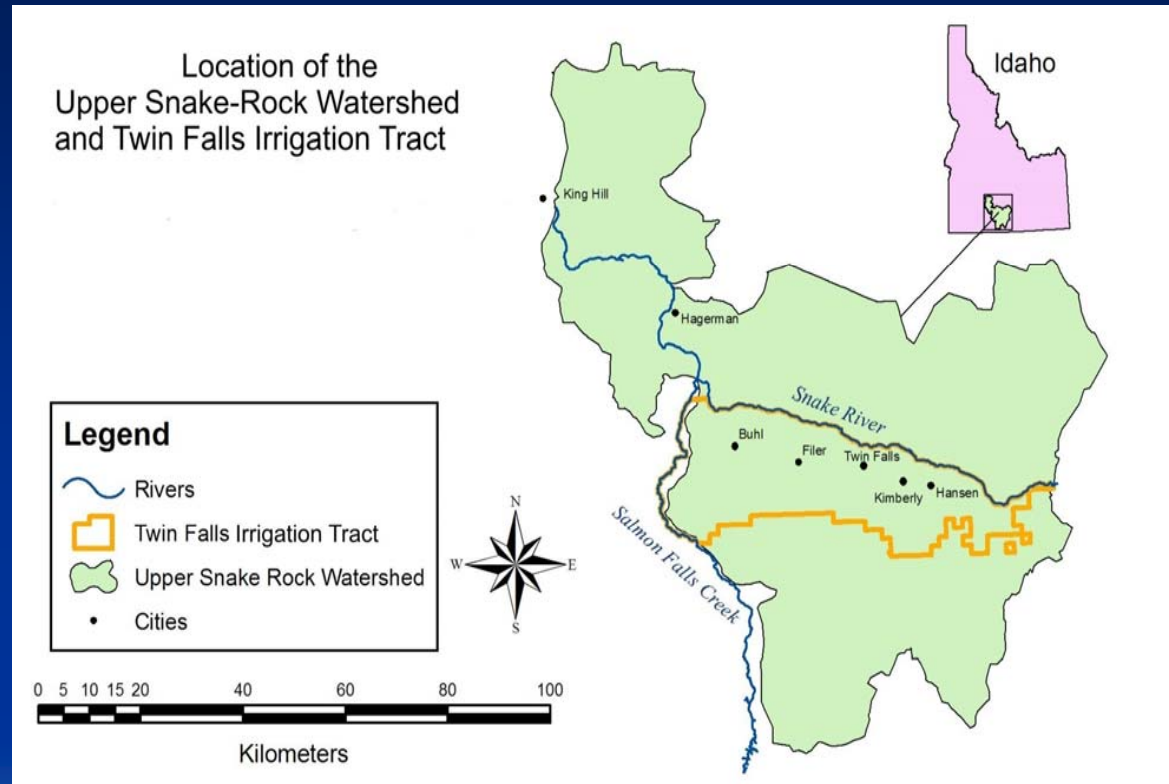 Location of the
Upper Snake-Rock Watershed
and Twin Falls Irrigation Tract
Idaho
King Hill
Hagerman
Snake River
Buhl
Filer
Twin Falls
Kimberly
Hansen
Salmon Falls Creek
Legend
Rivers
Twin Falls Irrigation Tract
Upper Snake Rock Watershed
Cities
N
W
E
S
0 5 10 15 20 40 60 80 100
Kilometers